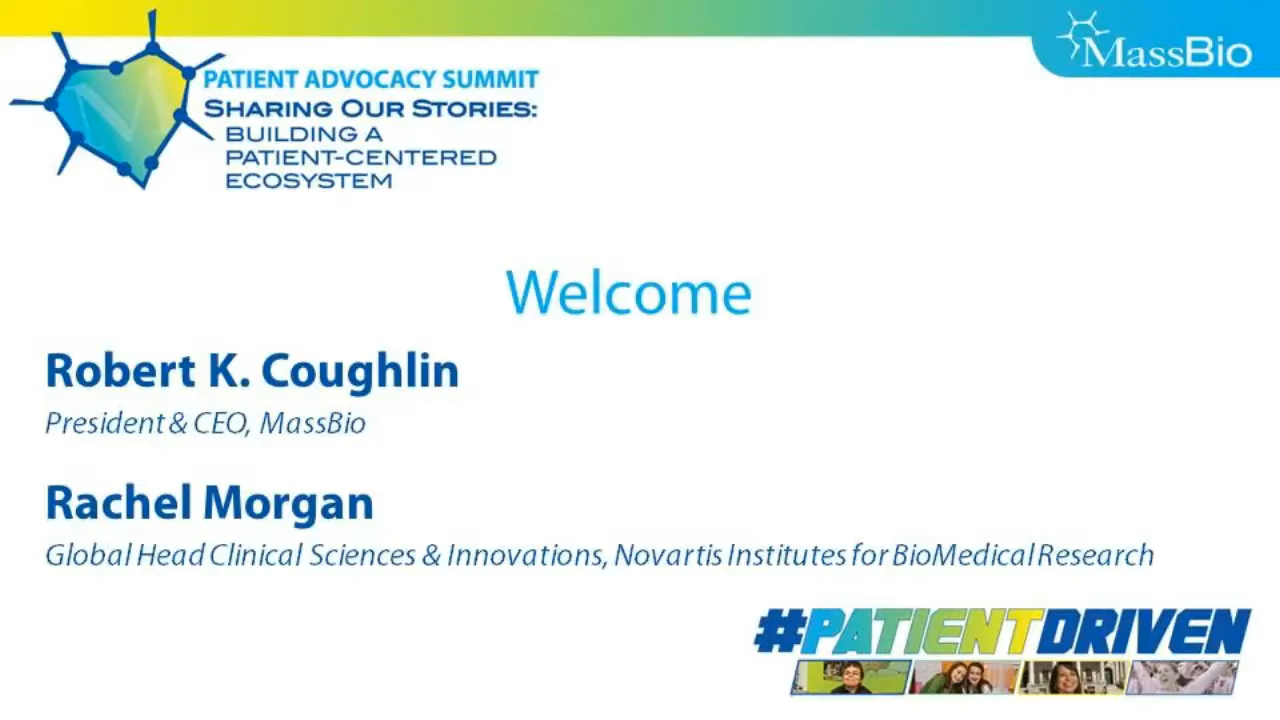 PATIENT ADVOCACY SUMMIT
SHARING OUR STORIES:
BUILDING A
PATIENT-CENTERED
ECOSYSTEM
MassBio
M
Welcome
Robert K. Coughlin
President & CEO, MassBio
Rachel Morgan
Global Head Clinical Sciences & Innovations, Novartis Institutes for BioMedical Research
#PATIENTDRIVEN